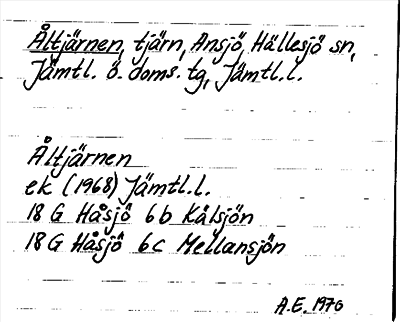 Åltjärnen, tjärn, Ansjö, Hällesjö sn,
Jämtl. ö. doms. tg, Jämtl.l.
Åltjärnen
ek (1968) Jämtl.l.
18 G Håsjö 6 b Kälsjön
18 G Håsjö 6 c Mellansjön
A.E. 1970